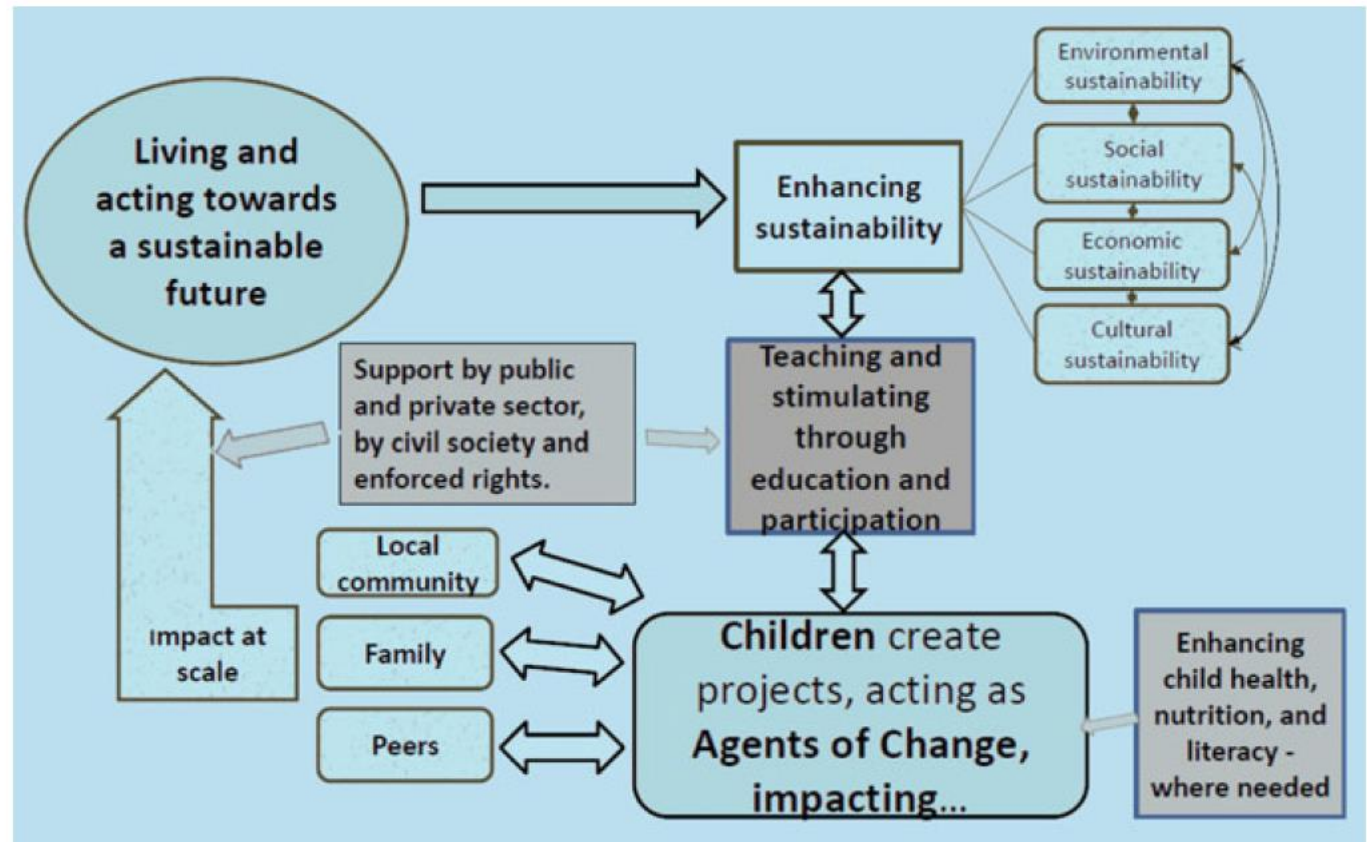 Living and
acting towards
a sustainable
future
Enhancing
sustainability
Environmental
sustainability
Social
sustainability
Economic
sustainability
Cultural
sustainability
Support by public
and private sector,
by civil society and
enforced rights.
Teaching and
stimulating
through
education and
participation
Impact at
scale
Local
community
Family
Peers
Children create
projects, acting as
Agents of Change,
impacting...
Enhancing
child health,
nutrition, and
literacy -
where needed